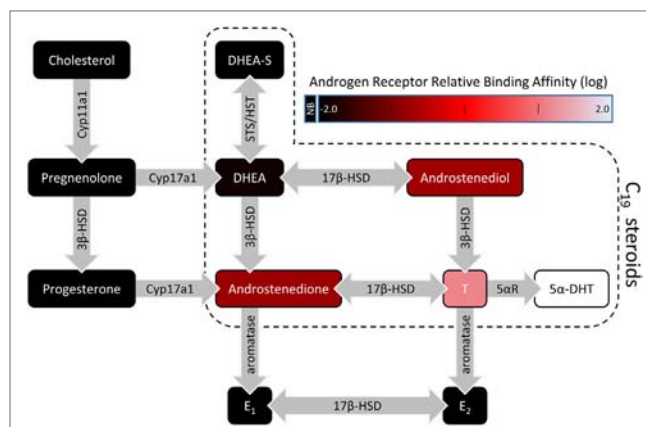 Cholesterol
DHEA-S
Androgen Receptor Relative Binding Affinity (log)
NB
-2.0
2.0
Cyp11a1
STS/HST
Pregnenolone
Cyp17a1
DHEA
17β-HSD
Androstenediol
C19 steroids
3β-HSD
3β-HSD
3β-HSD
Progesterone
Cyp17a1
Androstenedione
17β-HSD
T
5αR
5α-DHT
aromatase
aromatase
E1
17β-HSD
E2